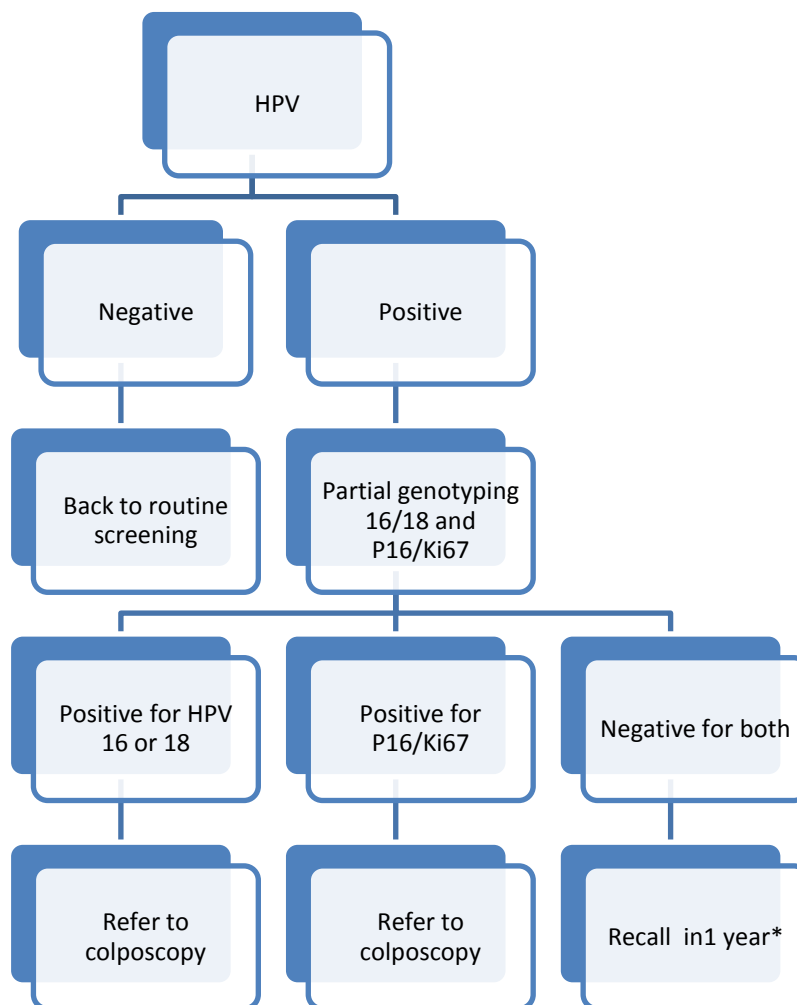 HPV
Negative
Positive
Back to routine
screening
Partial genotyping
16/18 and
P16/Ki67
Positive for HPV
16 or 18
Positive for
P16/Ki67
Negative for both
Refer to
colposcopy
Refer to
colposcopy
Recall in1 year*